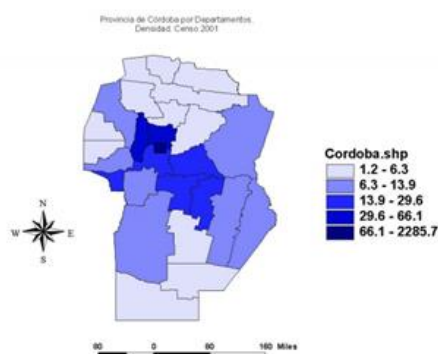 Provincia de Córdoba por Departamentos.
Densidad. Censo 2001
Cordoba.shp
1.2 - 6.3
6.3 - 13.9
13.9 - 29.6
29.6 - 66.1
66.1 - 2285.7
N
W E
S
80 0 80 160 Miles